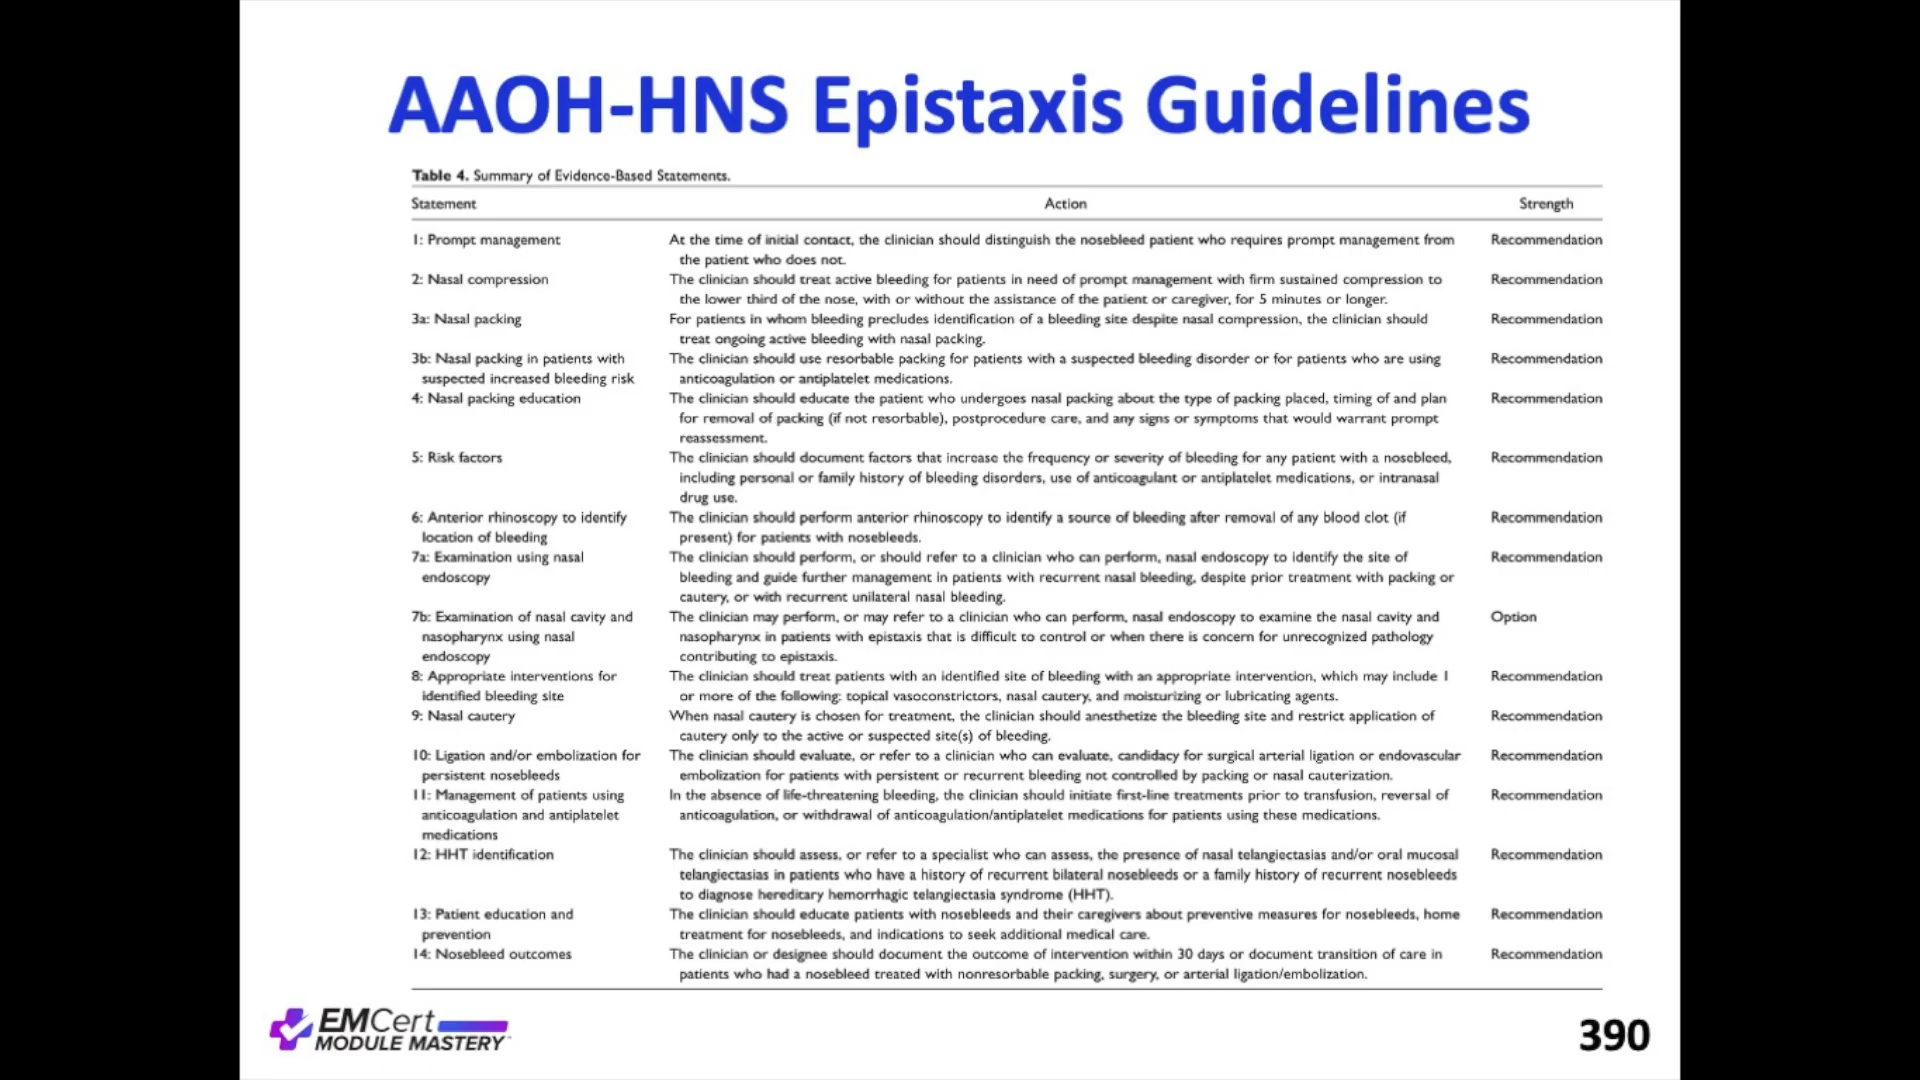 AAOH-HNS Epistaxis Guidelines
Table 4. Summary of Evidence-Based Statements.
Statement Action Strength
1: Prompt management At the time of initial contact, the clinician should distinguish the nosebleed patient who requires prompt management from Recommendation
the patient who does not.
2: Nasal compression The clinician should treat active bleeding for patients in need of prompt management with firm sustained compression to Recommendation
the lower third of the nose, with or without the assistance of the patient or caregiver, for 5 minutes or longer.
3a: Nasal packing For patients in whom bleeding precludes identification of a bleeding site despite nasal compression, the clinician should Recommendation
treat ongoing active bleeding with nasal packing.
3b: Nasal packing in patients with The clinician should use resorbable packing for patients with a suspected bleeding disorder or for patients who are using Recommendation
suspected increased bleeding risk anticoagulation or antiplatelet medications.
4: Nasal packing education The clinician should educate the patient who undergoes nasal packing about the type of packing placed, timing of and plan Recommendation
for removal of packing (if not resorbable), postprocedure care, and any signs or symptoms that would warrant prompt
reassessment.
5: Risk factors The clinician should document factors that increase the frequency or severity of bleeding for any patient with a nosebleed, Recommendation
including personal or family history of bleeding disorders, use of anticoagulant or antiplatelet medications, or intranasal
drug use.
6: Anterior rhinoscopy to identify The clinician should perform anterior rhinoscopy to identify a source of bleeding after removal of any blood clot (if Recommendation
location of bleeding present) for patients with nosebleeds.
7a: Examination using nasal The clinician should perform, or should refer to a clinician who can perform, nasal endoscopy to identify the site of Recommendation
endoscopy bleeding and guide further management in patients with recurrent nasal bleeding, despite prior treatment with packing or
cautery, or with recurrent unilateral nasal bleeding.
7b: Examination of nasal cavity and The clinician may perform, or may refer to a clinician who can perform, nasal endoscopy to examine the nasal cavity and Option
nasopharynx using nasal nasopharynx in patients with epistaxis that is difficult to control or when there is concern for unrecognized pathology
endoscopy contributing to epistaxis.
8: Appropriate interventions for The clinician should treat patients with an identified site of bleeding with an appropriate intervention, which may include 1 Recommendation
identified bleeding site or more of the following: topical vasoconstrictors, nasal cautery, and moisturizing or lubricating agents.
9: Nasal cautery When nasal cautery is chosen for treatment, the clinician should anesthetize the bleeding site and restrict application of Recommendation
cautery only to the active or suspected site(s) of bleeding.
10: Ligation and/or embolization for The clinician should evaluate, or refer to a clinician who can evaluate, candidacy for surgical arterial ligation or endovascular Recommendation
persistent nosebleeds embolization for patients with persistent or recurrent bleeding not controlled by packing or nasal cauterization.
11: Management of patients using In the absence of life-threatening bleeding, the clinician should initiate first-line treatments prior to transfusion, reversal of Recommendation
anticoagulation and antiplatelet anticoagulation, or withdrawal of anticoagulation/antiplatelet medications for patients using these medications.
medications
12: HHT identification The clinician should assess, or refer to a specialist who can assess, the presence of nasal telangiectasias and/or oral mucosal Recommendation
telangiectasias in patients who have a history of recurrent bilateral nosebleeds or a family history of recurrent nosebleeds
to diagnose hereditary hemorrhagic telangiectasia syndrome (HHT).
13: Patient education and The clinician should educate patients with nosebleeds and their caregivers about preventive measures for nosebleeds, home Recommendation
prevention treatment for nosebleeds, and indications to seek additional medical care.
14: Nosebleed outcomes The clinician or designee should document the outcome of intervention within 30 days or document transition of care in Recommendation
patients who had a nosebleed treated with nonresorbable packing, surgery, or arterial ligation/embolization.
EMCert
MODULE MASTERY
390